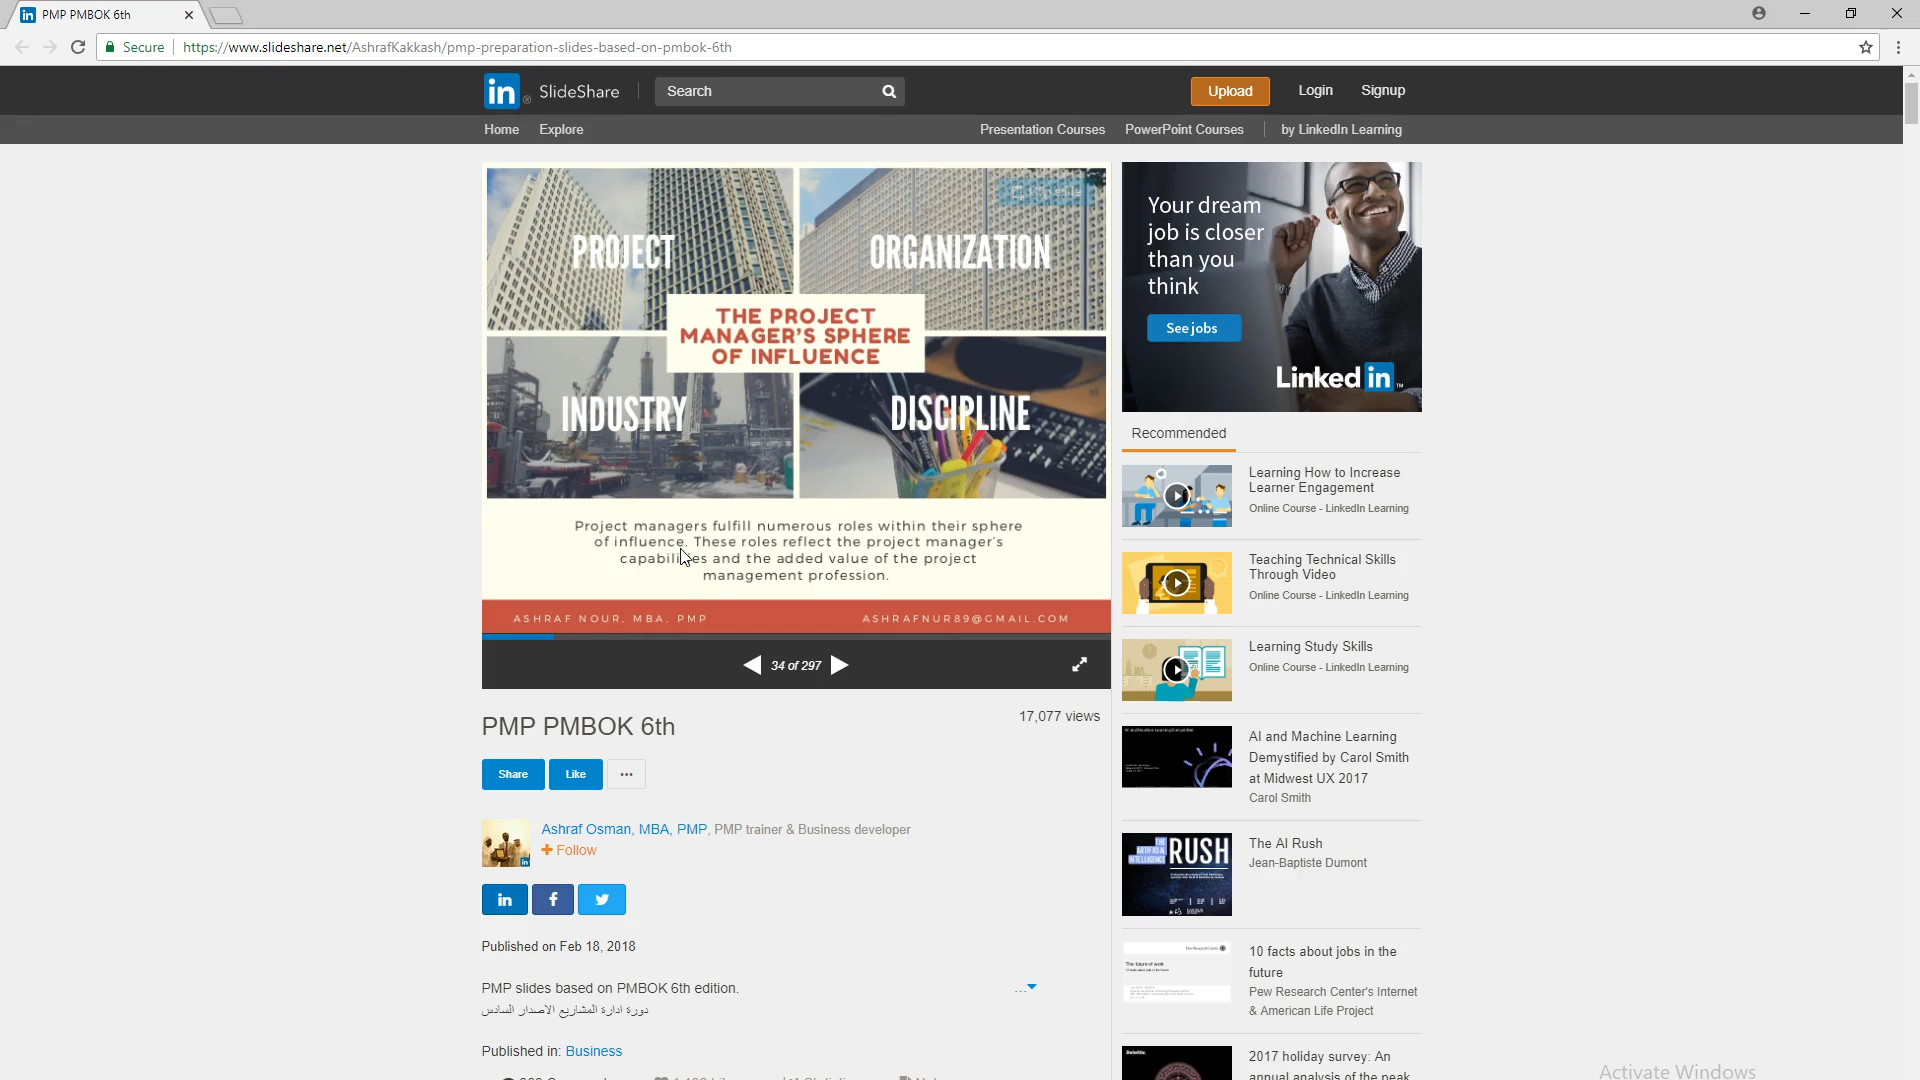 PMP PMBOK 6th
Secure
https://www.slideshare.net/AshrafKakkash/pmp-preparation-slides-based-on-pmbok-6th
in SlideShare
Search
Upload
Login
Signup
Home
Explore
Presentation Courses
PowerPoint Courses
by LinkedIn Learning
PROJECT
ORGANIZATION
THE PROJECT
MANAGER'S SPHERE
OF INFLUENCE
INDUSTRY
DISCIPLINE
Project managers fulfill numerous roles within their sphere
of influence. These roles reflect the project manager's
capabilities and the added value of the project
management profession.
ASHRAF NOUR, MBA, PMP
ASHRAFNUR89@GMAIL.COM
34 of 297
PMP PMBOK 6th
17,077 views
Share
Like
...
Ashraf Osman, MBA, PMP, PMP trainer & Business developer
+ Follow
in
f
Published on Feb 18, 2018
PMP slides based on PMBOK 6th edition.
...
دورة ادارة المشاريع الاصدار السادس
Published in: Business
Your dream
job is closer
than you
think
See jobs
Linked in
Recommended
Learning How to Increase
Learner Engagement
Online Course - LinkedIn Learning
Teaching Technical Skills
Through Video
Online Course - LinkedIn Learning
Learning Study Skills
Online Course - LinkedIn Learning
AI and Machine Learning
Demystified by Carol Smith
at Midwest UX 2017
Carol Smith
THE
ARTIFICIAL
INTELLIGENCE
RUSH
The AI Rush
Jean-Baptiste Dumont
10 facts about jobs in the
future
Pew Research Center's Internet
& American Life Project
Deloitte.
2017 holiday survey: An
annual analysis of the peak
Activate Windows